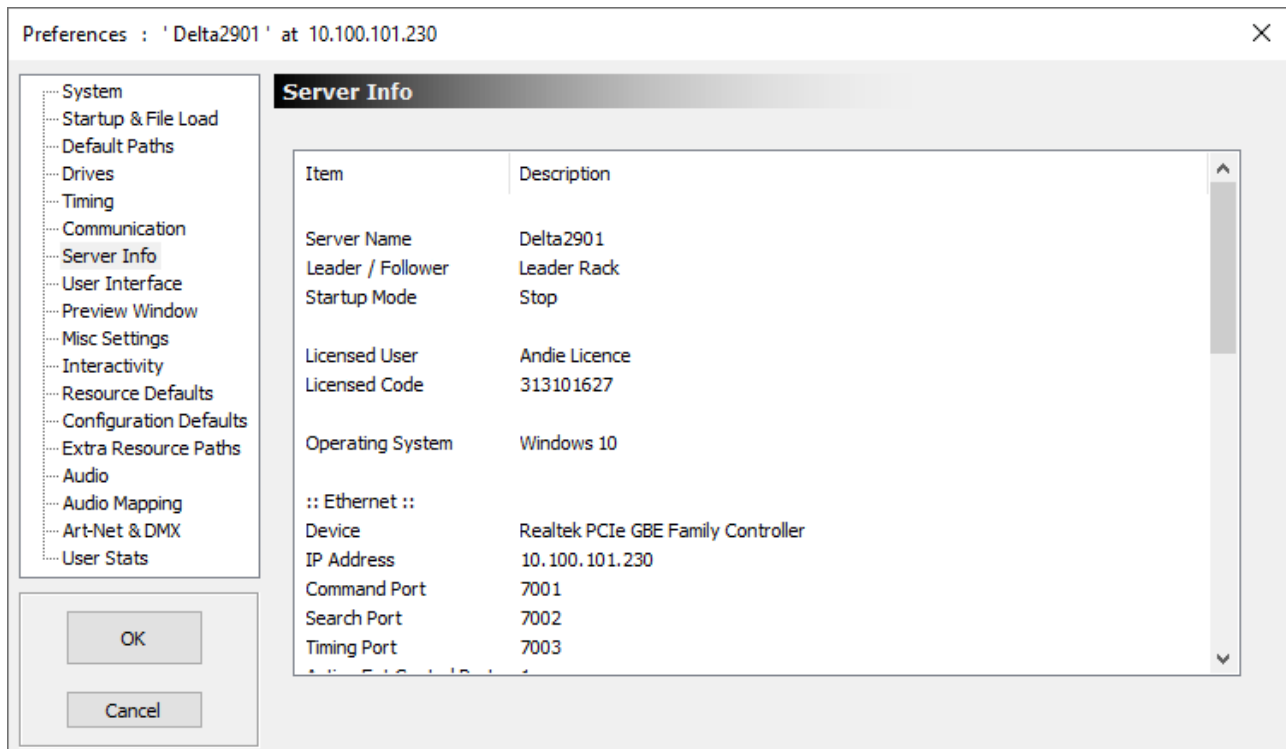 Preferences : ' Delta2901 ' at 10.100.101.230
System
Startup & File Load
Default Paths
Drives
Timing
Communication
Server Info
User Interface
Preview Window
Misc Settings
Interactivity
Resource Defaults
Configuration Defaults
Extra Resource Paths
Audio
Audio Mapping
Art-Net & DMX
User Stats
OK
Cancel
Server Info
Item Description
Server Name Delta2901
Leader / Follower Leader Rack
Startup Mode Stop
Licensed User Andie Licence
Licensed Code 313101627
Operating System Windows 10
:: Ethernet ::
Device Realtek PCIe GBE Family Controller
IP Address 10.100.101.230
Command Port 7001
Search Port 7002
Timing Port 7003